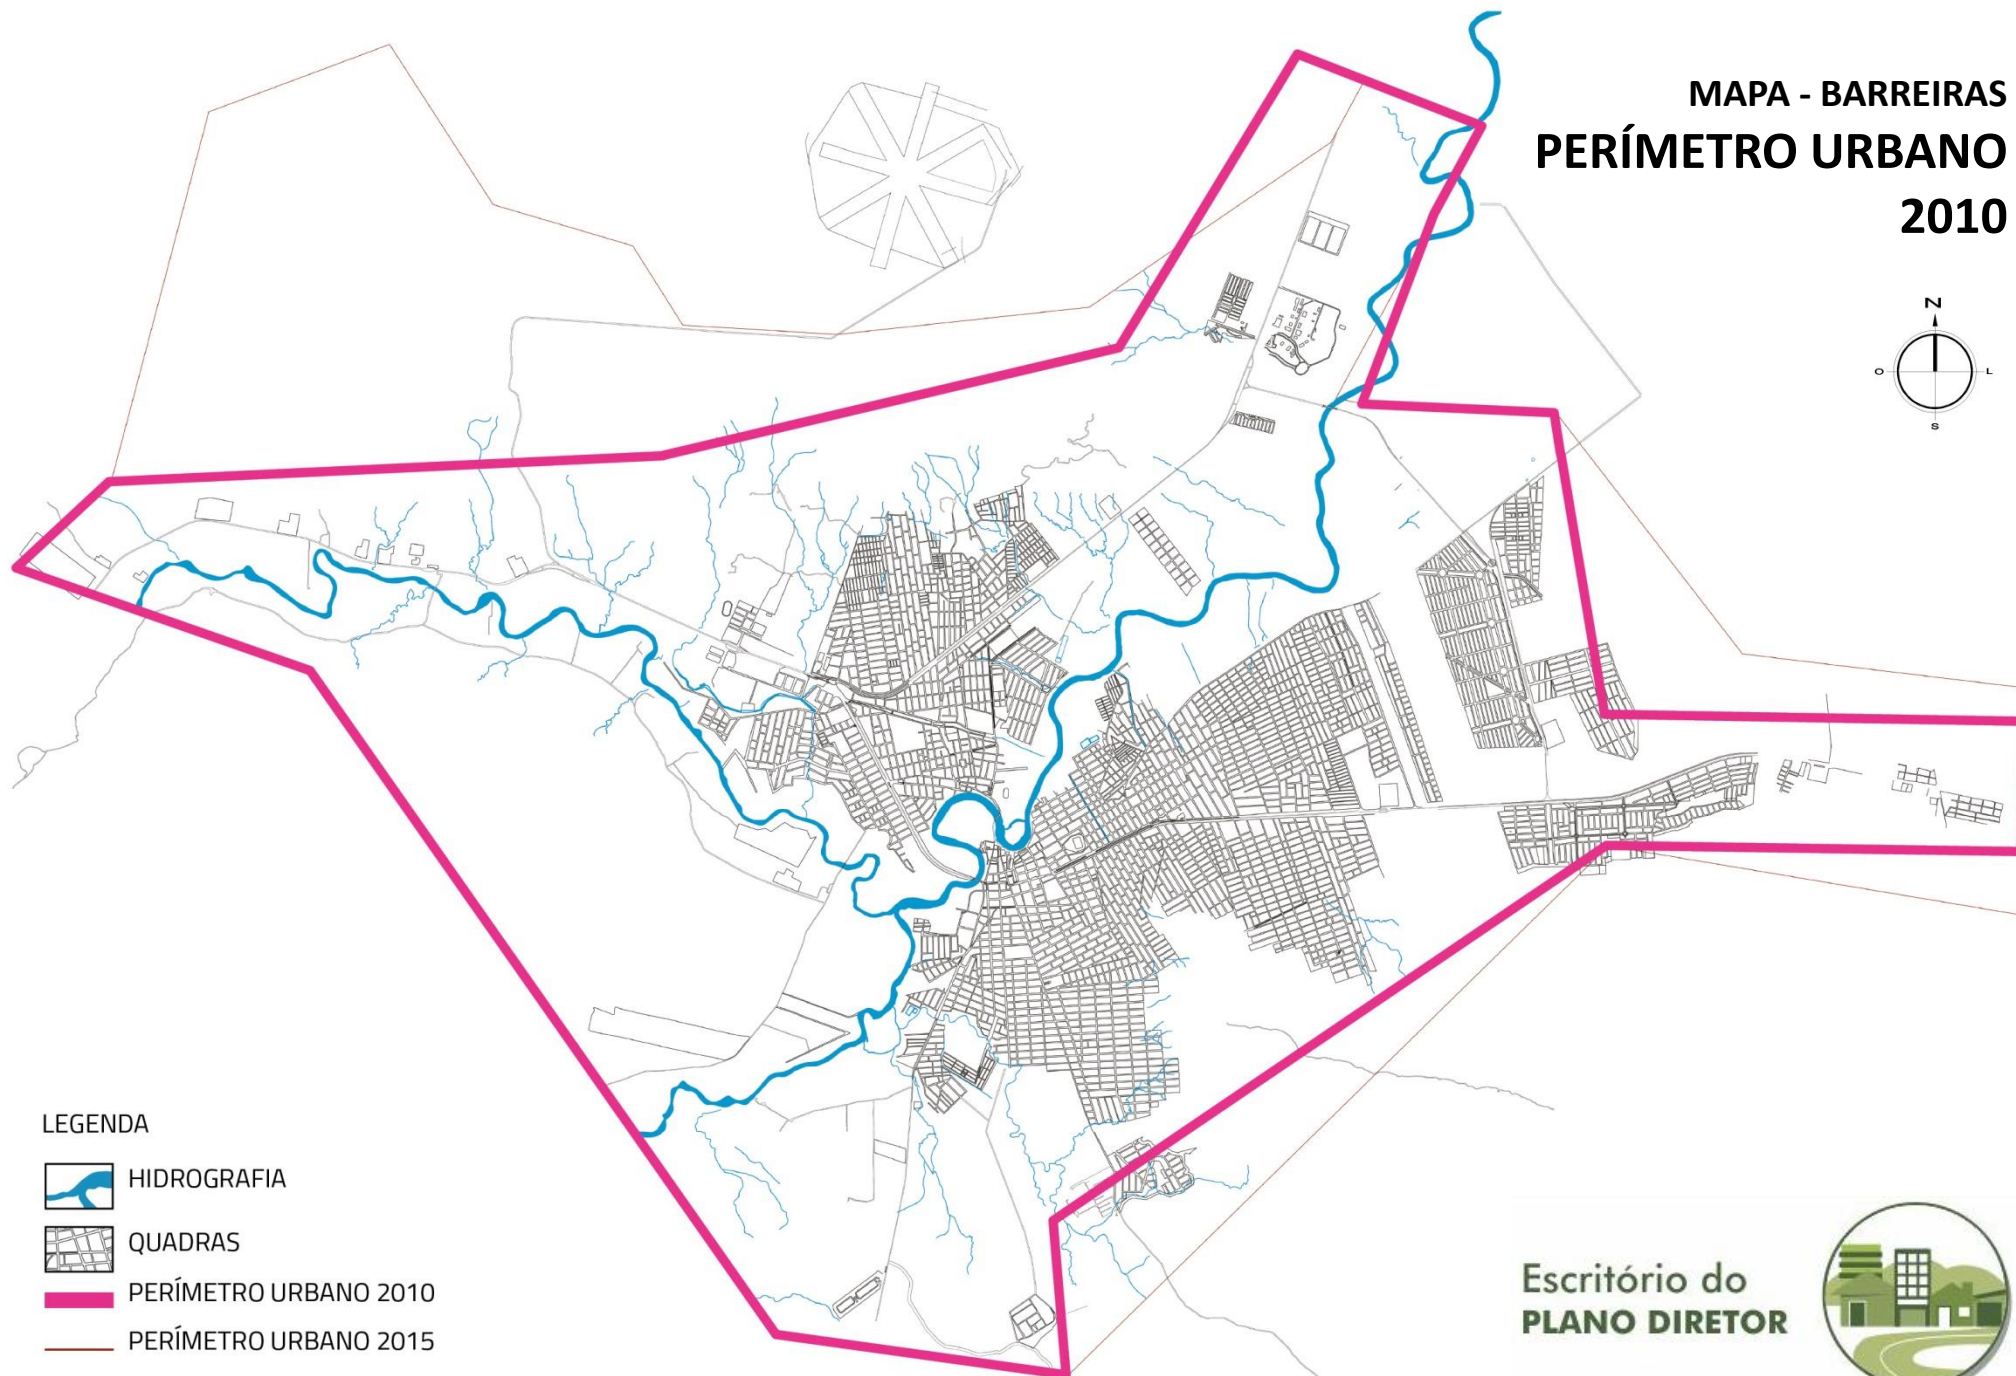 MAPA - BARREIRAS
PERÍMETRO URBANO
2010
N
O
L
S
LEGENDA
HIDROGRAFIA
QUADRAS
PERÍMETRO URBANO 2010
PERÍMETRO URBANO 2015
Escritório do
PLANO DIRETOR